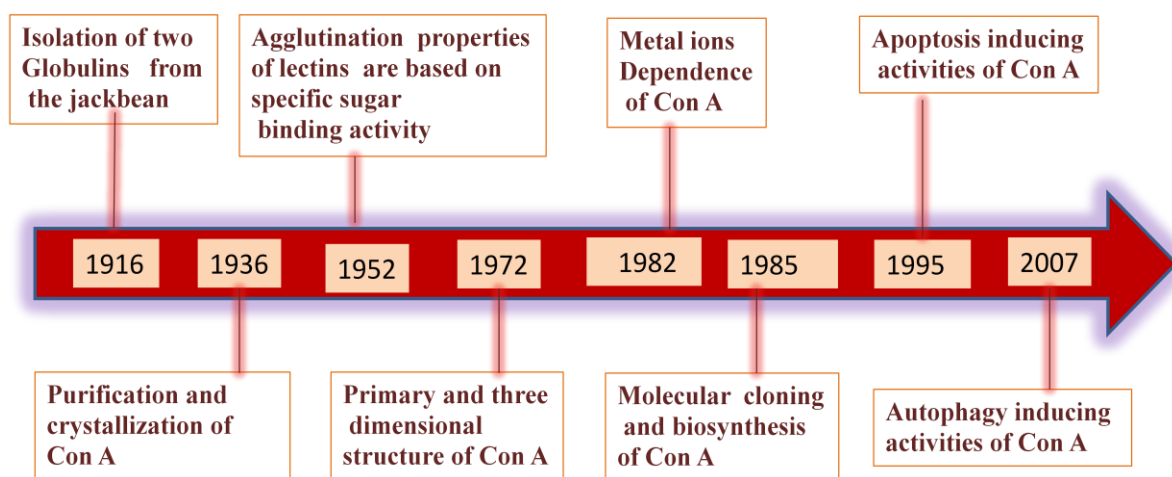 Isolation of two
Globulins from
the jackbean
Agglutination properties
of lectins are based on
specific sugar
binding activity
Metal ions
Dependence
of Con A
Apoptosis inducing
activities of Con A
1916
1936
1952
1972
1982
1985
1995
2007
Purification and
crystallization of
Con A
Primary and three
dimensional
structure of Con A
Molecular cloning
and biosynthesis
of Con A
Autophagy inducing
activities of Con A